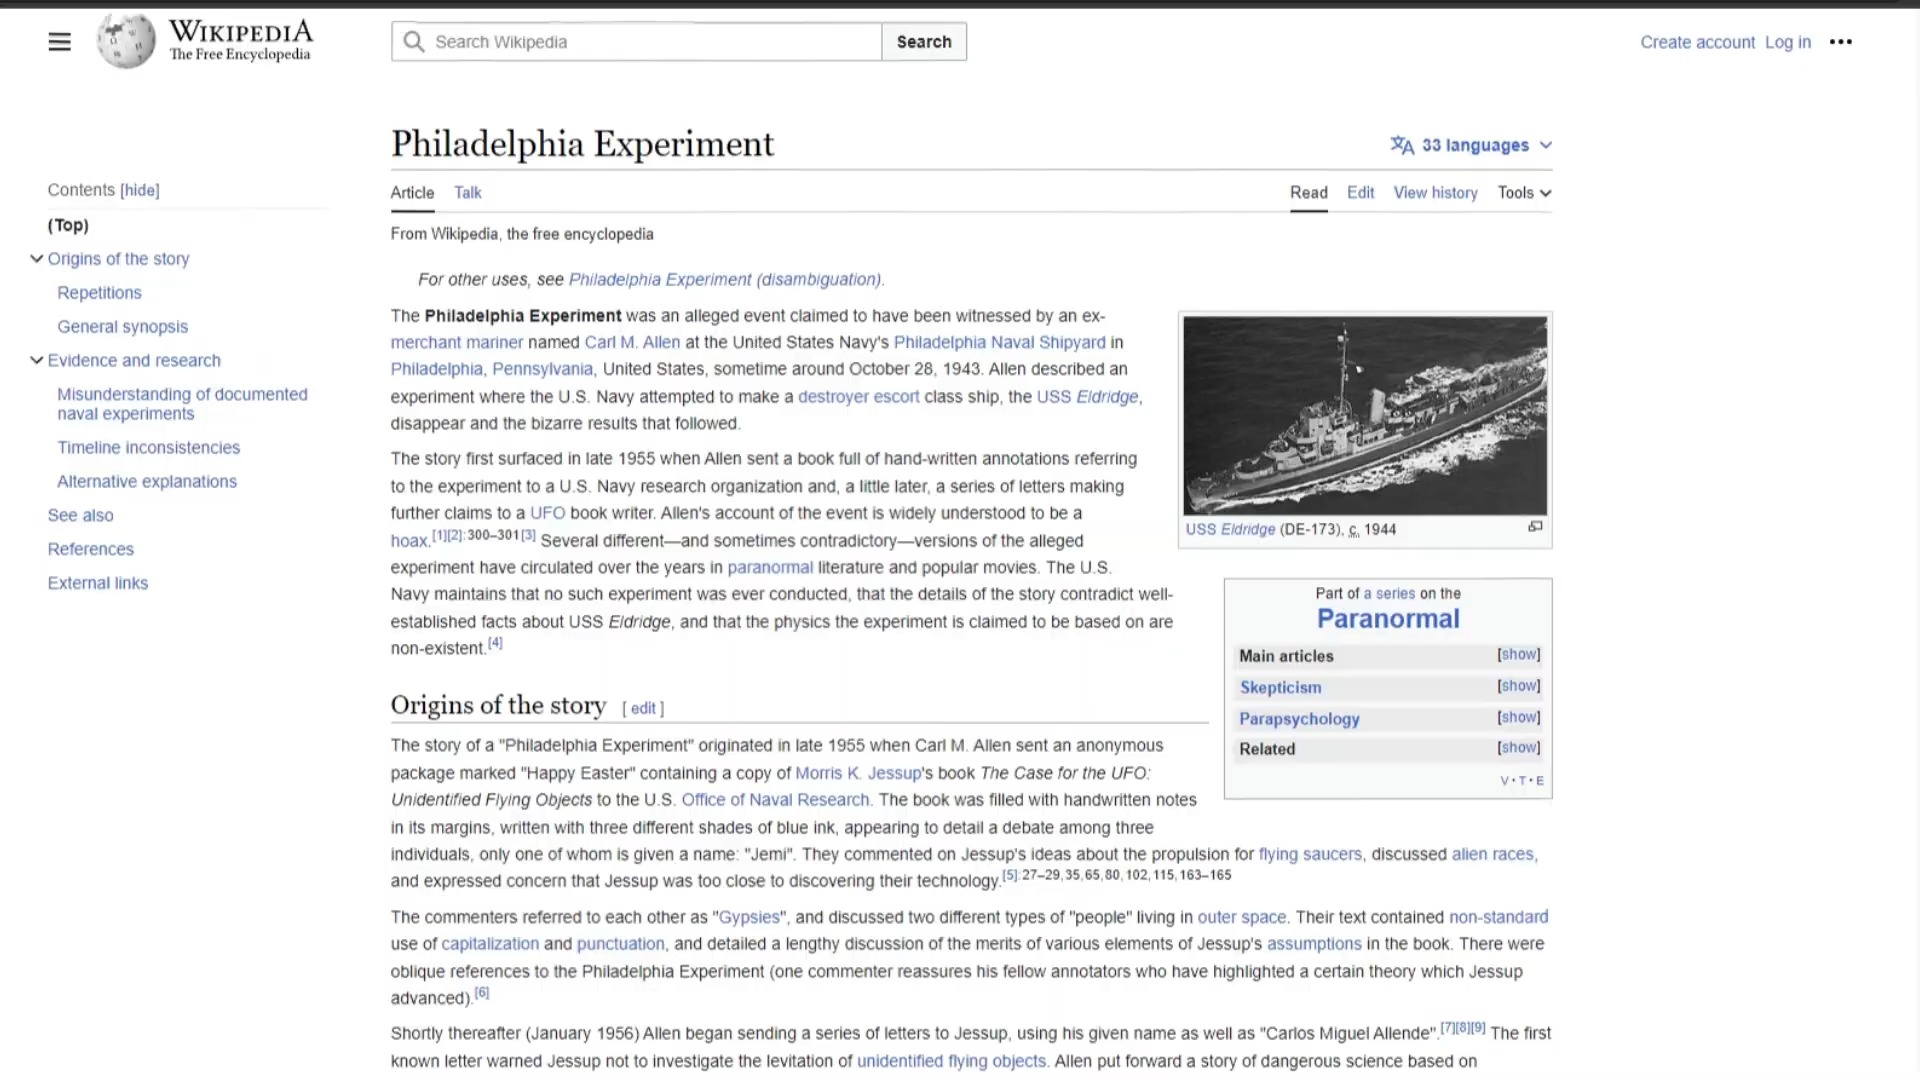 WIKIPEDIA
The Free Encyclopedia
Search Wikipedia
Search
Create account Log in
Contents [hide]
(Top)
Origins of the story
Repetitions
General synopsis
Evidence and research
Misunderstanding of documented
naval experiments
Timeline inconsistencies
Alternative explanations
See also
References
External links
Philadelphia Experiment
33 languages
Article Talk
Read Edit View history Tools
From Wikipedia, the free encyclopedia
For other uses, see Philadelphia Experiment (disambiguation).
The Philadelphia Experiment was an alleged event claimed to have been witnessed by an ex-
merchant mariner named Carl M. Allen at the United States Navy's Philadelphia Naval Shipyard in
Philadelphia, Pennsylvania, United States, sometime around October 28, 1943. Allen described an
experiment where the U.S. Navy attempted to make a destroyer escort class ship, the USS Eldridge,
disappear and the bizarre results that followed.
The story first surfaced in late 1955 when Allen sent a book full of hand-written annotations referring
to the experiment to a U.S. Navy research organization and, a little later, a series of letters making
further claims to a UFO book writer. Allen's account of the event is widely understood to be a
hoax.[1][2]:300–301[3] Several different—and sometimes contradictory—versions of the alleged
experiment have circulated over the years in paranormal literature and popular movies. The U.S.
Navy maintains that no such experiment was ever conducted, that the details of the story contradict well-
established facts about USS Eldridge, and that the physics the experiment is claimed to be based on are
non-existent.[4]
USS Eldridge (DE-173), c. 1944
Part of a series on the
Paranormal
Main articles [show]
Skepticism [show]
Parapsychology [show]
Related [show]
V·T·E
Origins of the story [ edit ]
The story of a "Philadelphia Experiment" originated in late 1955 when Carl M. Allen sent an anonymous
package marked "Happy Easter" containing a copy of Morris K. Jessup's book The Case for the UFO:
Unidentified Flying Objects to the U.S. Office of Naval Research. The book was filled with handwritten notes
in its margins, written with three different shades of blue ink, appearing to detail a debate among three
individuals, only one of whom is given a name: "Jemi". They commented on Jessup's ideas about the propulsion for flying saucers, discussed alien races,
and expressed concern that Jessup was too close to discovering their technology.[5]:27–29,35,65,80,102,115,163–165
The commenters referred to each other as "Gypsies", and discussed two different types of "people" living in outer space. Their text contained non-standard
use of capitalization and punctuation, and detailed a lengthy discussion of the merits of various elements of Jessup's assumptions in the book. There were
oblique references to the Philadelphia Experiment (one commenter reassures his fellow annotators who have highlighted a certain theory which Jessup
advanced).[6]
Shortly thereafter (January 1956) Allen began sending a series of letters to Jessup, using his given name as well as "Carlos Miguel Allende".[7][8][9] The first
known letter warned Jessup not to investigate the levitation of unidentified flying objects. Allen put forward a story of dangerous science based on